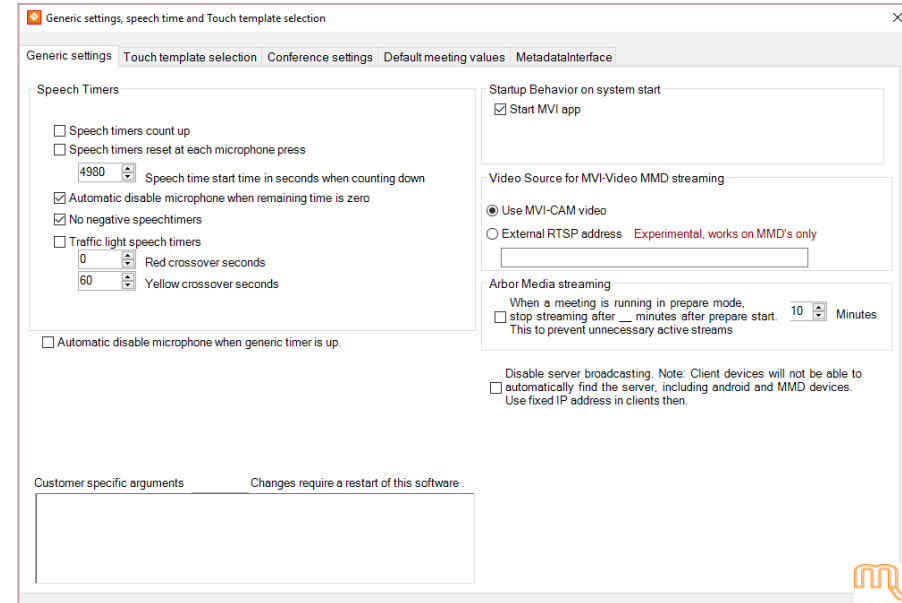 Generic settings, speech time and Touch template selection
Generic settings Touch template selection Conference settings Default meeting values MetadataInterface
Speech Timers
Speech timers count up
Speech timers reset at each microphone press
4980 Speech time start time in seconds when counting down
Automatic disable microphone when remaining time is zero
No negative speechtimers
Traffic light speech timers
0 Red crossover seconds
60 Yellow crossover seconds
Automatic disable microphone when generic timer is up.
Startup Behavior on system start
Start MVI app
Video Source for MVI-Video MMD streaming
Use MVI-CAM video
External RTSP address Experimental, works on MMD's only
Arbor Media streaming
When a meeting is running in prepare mode,
stop streaming after __ minutes after prepare start. 10 Minutes
This to prevent unnecessary active streams
Disable server broadcasting. Note: Client devices will not be able to
automatically find the server, including android and MMD devices.
Use fixed IP address in clients then.
Customer specific arguments ________ Changes require a restart of this software .